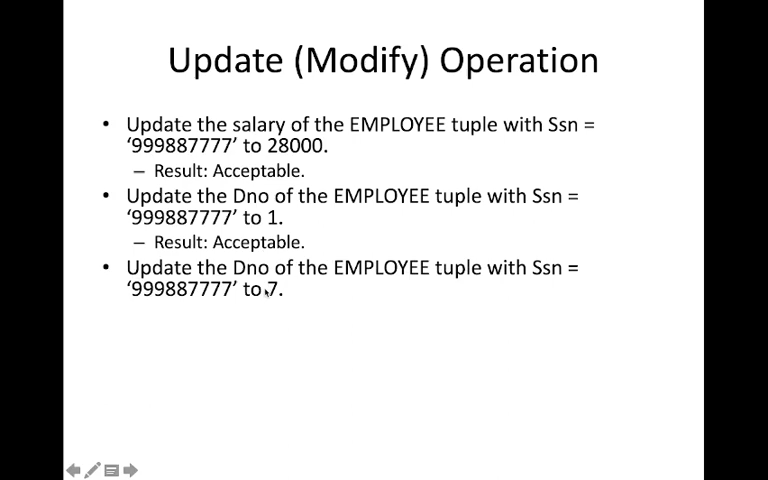 Update (Modify) Operation
• Update the salary of the EMPLOYEE tuple with Ssn =
‘999887777’ to 28000.
– Result: Acceptable.
• Update the Dno of the EMPLOYEE tuple with Ssn =
‘999887777’ to 1.
– Result: Acceptable.
• Update the Dno of the EMPLOYEE tuple with Ssn =
‘999887777’ to 7.